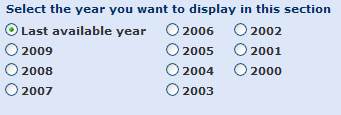 Select the year you want to display in this section
Last available year 2006 2002
2009 2005 2001
2008 2004 2000
2007 2003